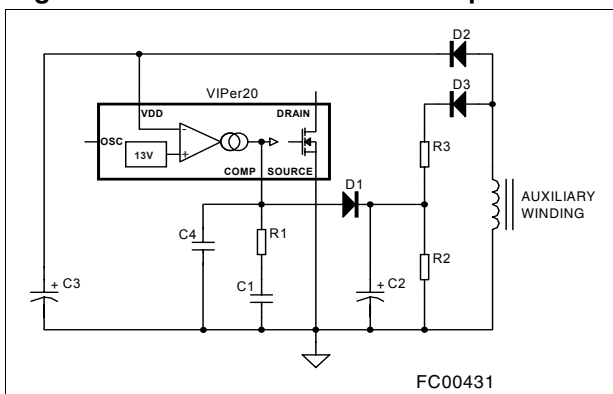 D2
D3
VIPer20
VDD
DRAIN
-
OSC
13V
+
COMP
SOURCE
R3
D1
AUXILIARY
WINDING
C4
R1
R2
+ C3
C1
+ C2
FC00431